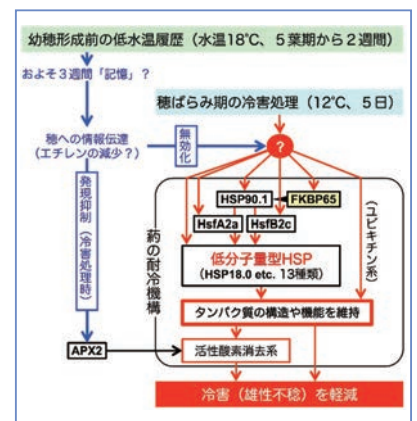 幼穂形成前の低水温履歴（水温18℃、５葉期から２週間）
およそ３週間「記憶」？
穂ばらみ期の冷害処理（12℃、５日）
穂への情報伝達
（エチレンの減少？）
無効化
？
発現抑制（冷害処理時）
葯の耐冷機構
HSP90.1
FKBP65
HsfA2a
HsfB2c
（ユビキチン系）
低分子量型HSP
（HSP18.0 etc. 13種類）
タンパク質の構造や機能を維持
APX2
活性酸素消去系
冷害（雄性不稔）を軽減